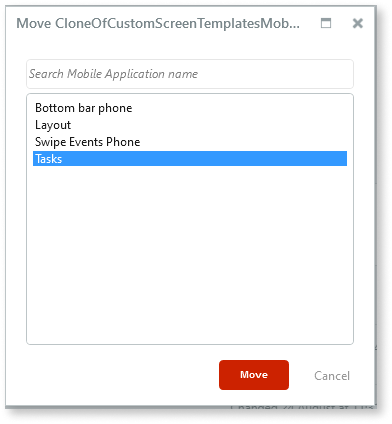 Move CloneOfCustomScreenTemplatesMob...
Search Mobile Application name
Bottom bar phone
Layout
Swipe Events Phone
Tasks
Move
Cancel